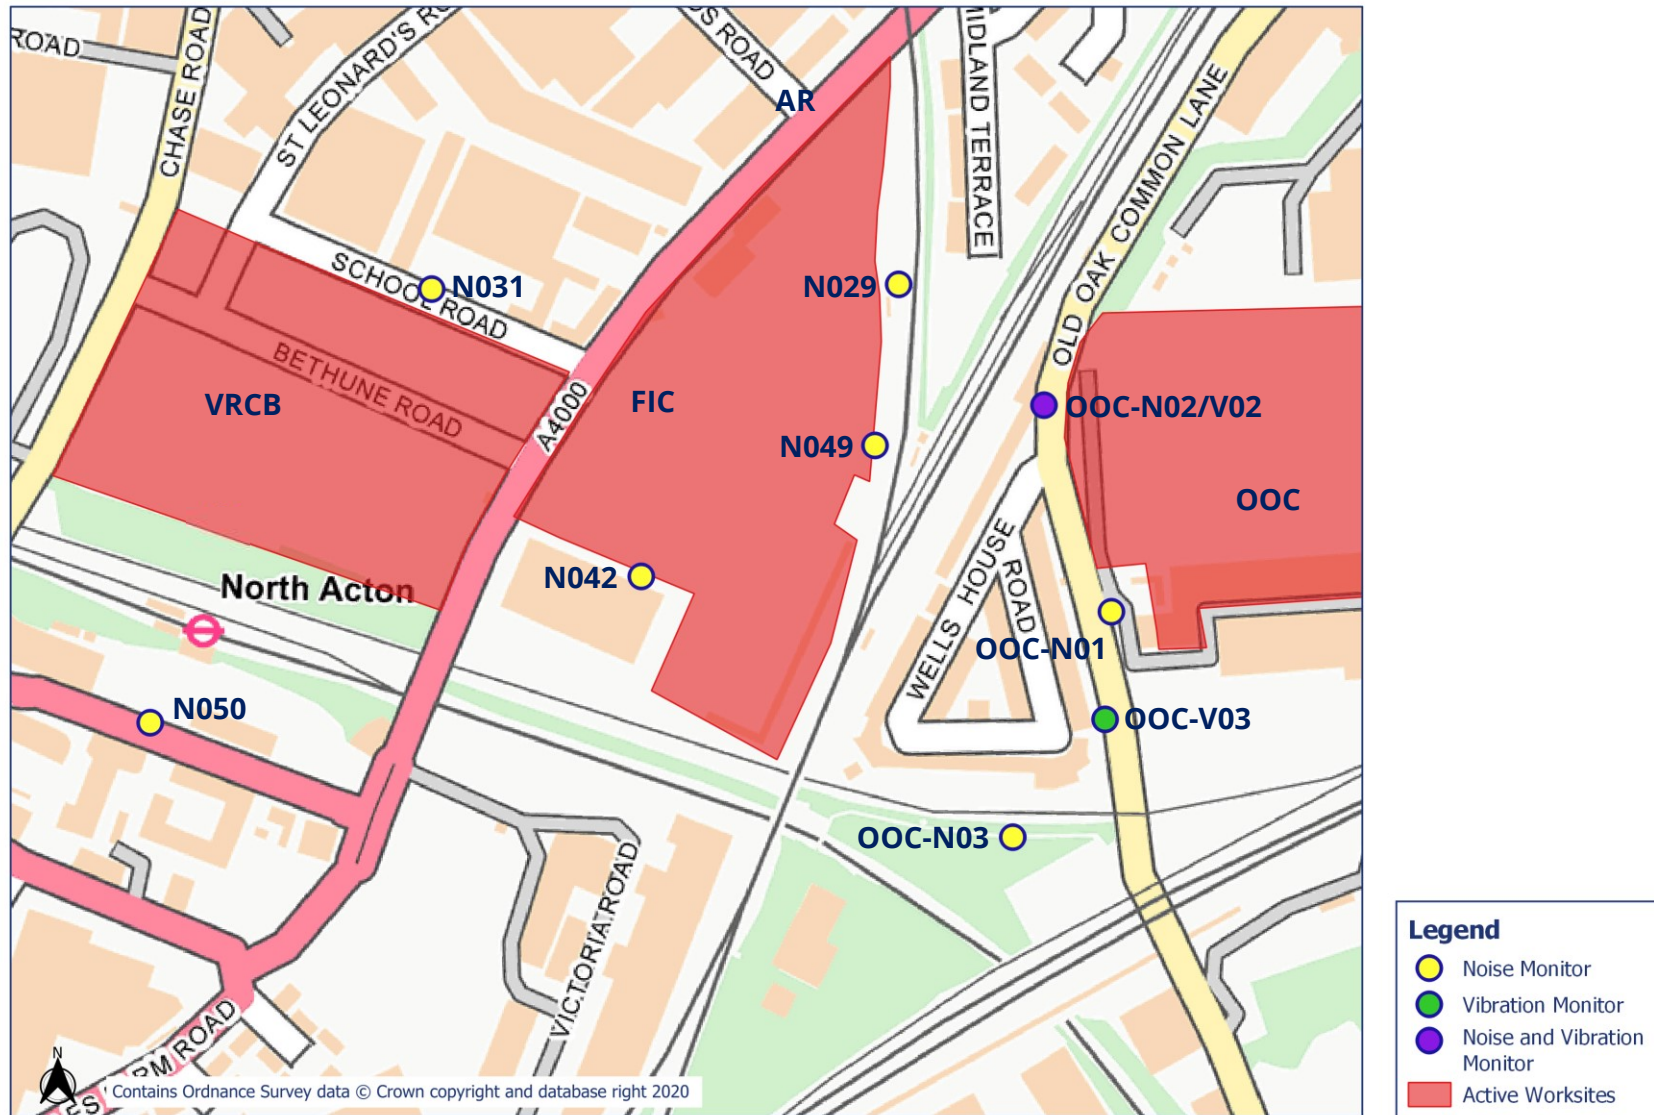 ROAD
CHASE ROAD
ST LEONARD'S RO
DS ROAD
AR
MIDLAND TERRACE
OLD OAK COMMON LANE
SCHOOL ROAD
N031
N029
BETHUNE ROAD
VRCB
A4000
FIC
OOC-N02/V02
N049
OOC
North Acton
N042
WELLS HOUSE
ROAD
OOC-N01
N050
OOC-V03
OOC-N03
VICTORIA ROAD
ES
RM ROAD
N
Contains Ordnance Survey data © Crown copyright and database right 2020
Legend
Noise Monitor
Vibration Monitor
Noise and Vibration
Monitor
Active Worksites